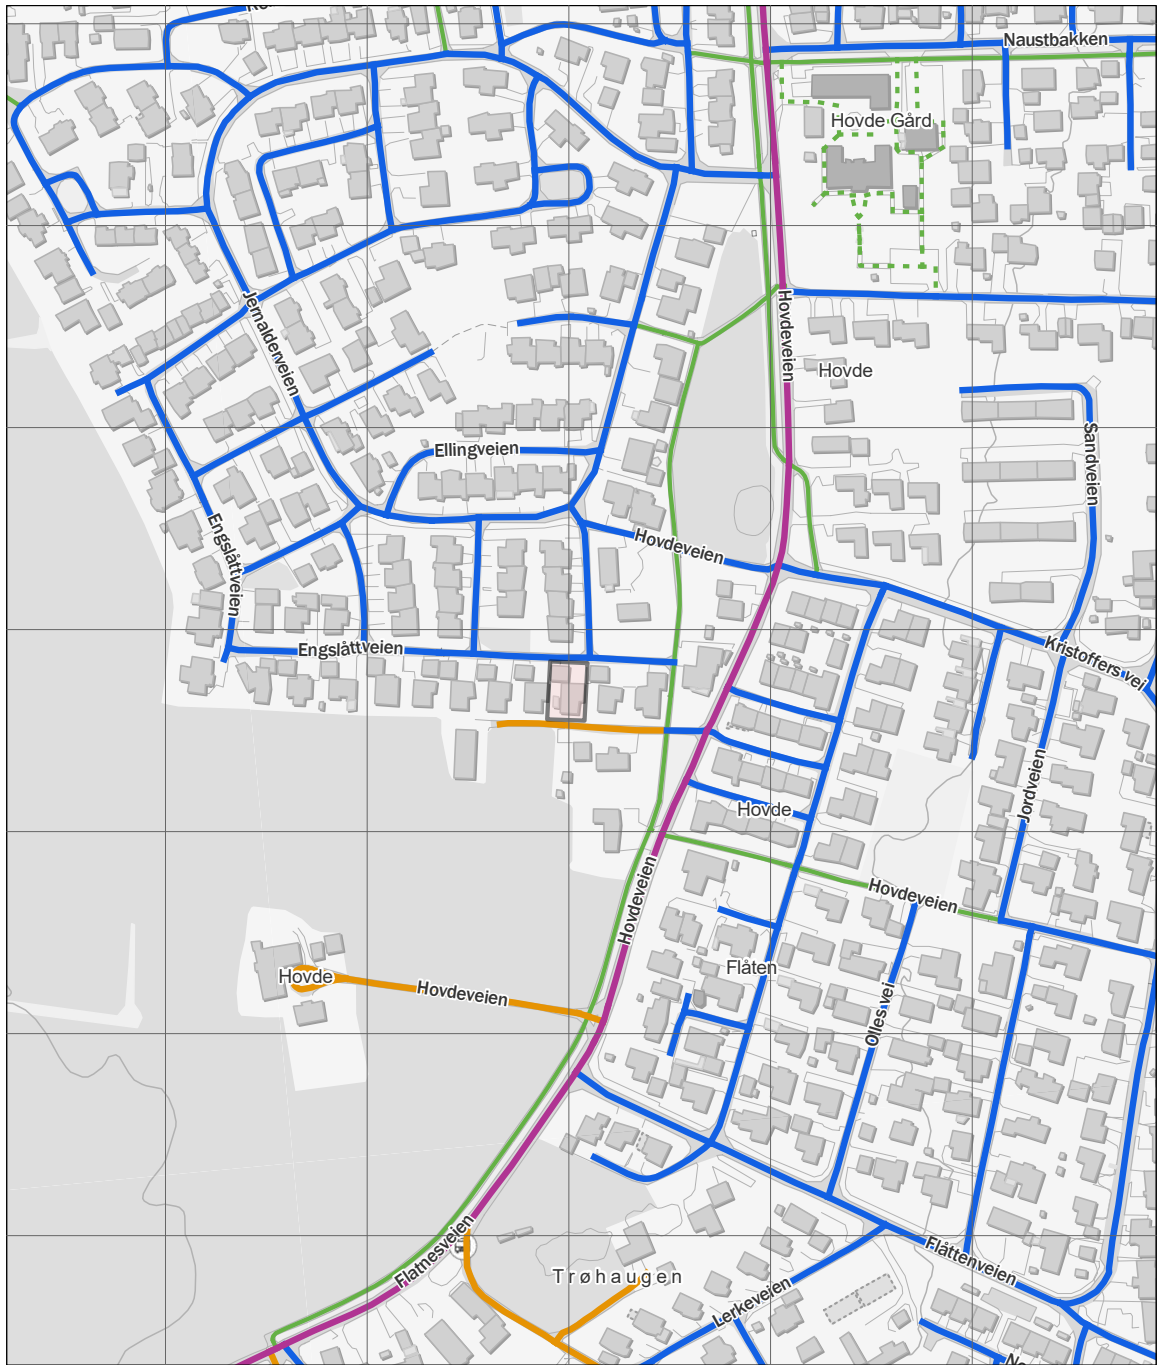 Naustbakken
Hovde Gård
Hovdeveien
Jernalderveien
Hovde
Sandveien
Ellingveien
Engslåttveien
Hovdeveien
Engslåttveien
Kristoffers vei
Jordveien
Hovde
Hovdeveien
Hovdeveien
Flåten
Hovde
Hovdeveien
Olles vei
Flatnesveien
Flåttenveien
Trøhaugen
Lerkeveien